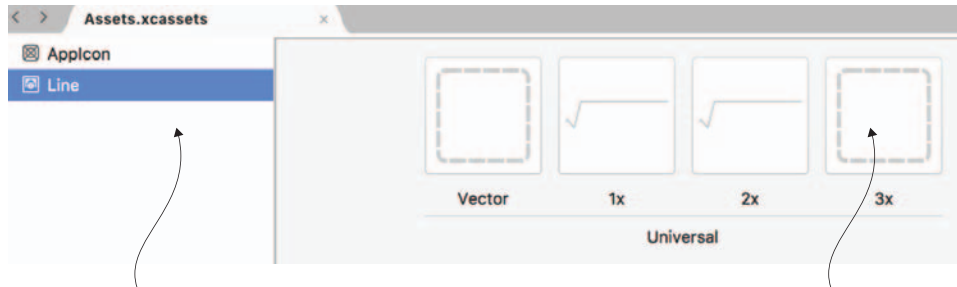 < > Assets.xcassets ×
AppIcon
Line
Vector 1x 2x 3x
Universal